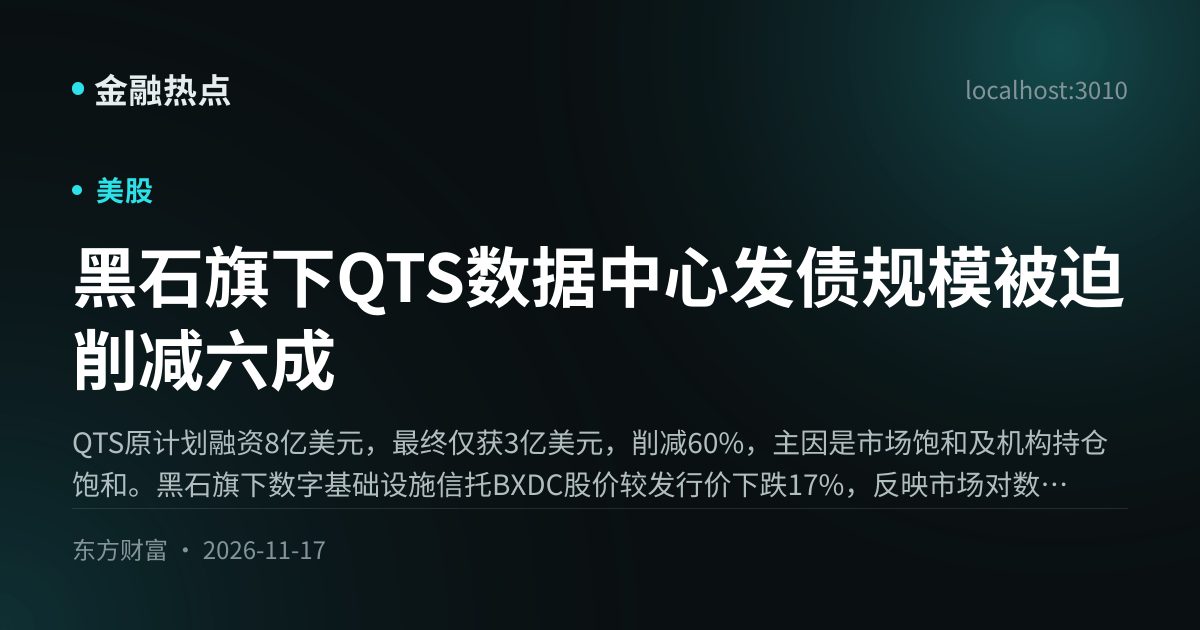 金融热点
localhost:3010
美股
黑石旗下QTS数据中心发债规模被迫
削减六成
QTS原计划融资8亿美元，最终仅获3亿美元，削减60%，主因是市场饱和及机构持仓
饱和。黑石旗下数字基础设施信托BXDC股价较发行价下跌17%，反映市场对数…
东方财富 • 2026-11-17